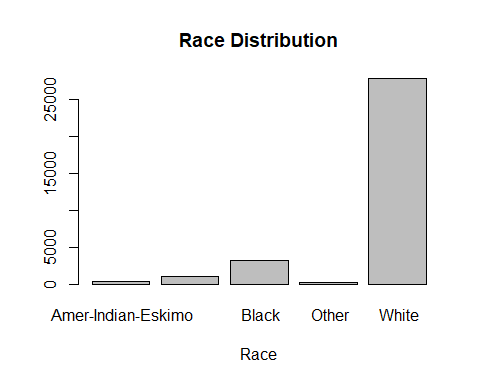 Race Distribution
25000
15000
5000
0
Amer-Indian-Eskimo Black Other White
Race